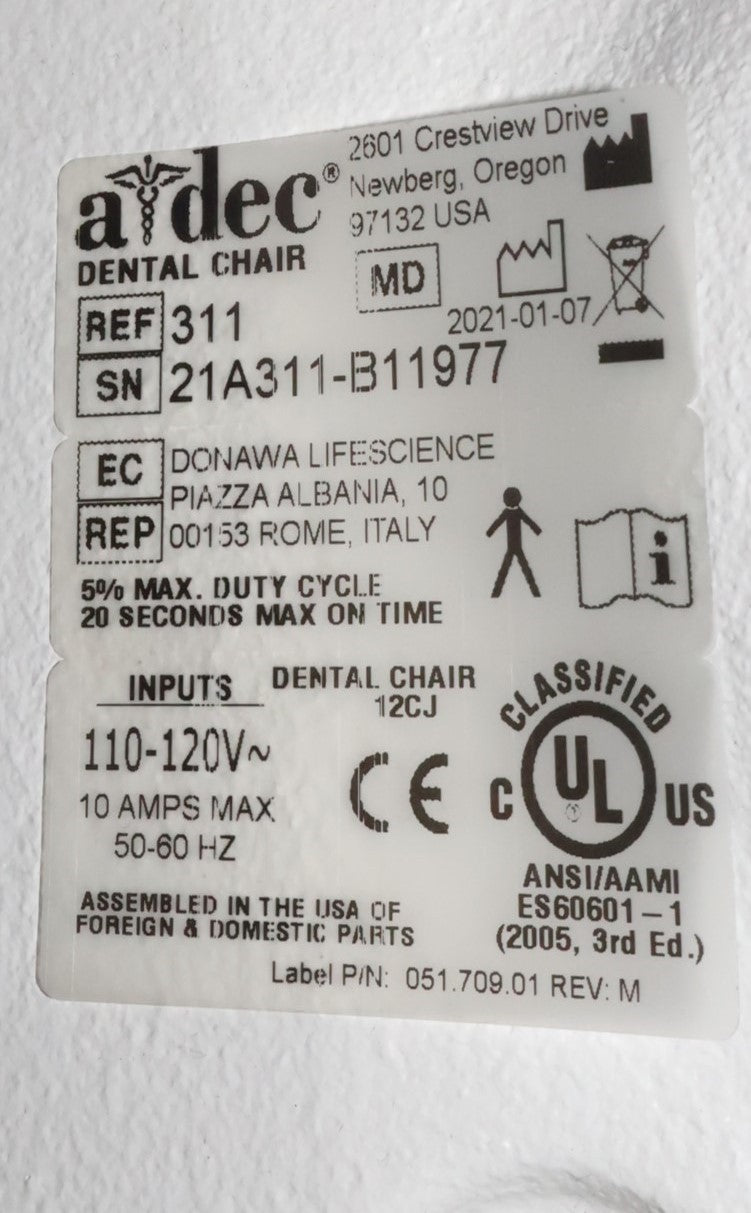 a dec®
2601 Crestview Drive
Newberg, Oregon
97132 USA
DENTAL CHAIR
MD
2021-01-07
REF 311
SN 21A311-B11977
EC
REP
DONAWA LIFESCIENCE
PIAZZA ALBANIA, 10
00153 ROME, ITALY
i
5% MAX. DUTY CYCLE
20 SECONDS MAX ON TIME
INPUTS
110-120V~
10 AMPS MAX
50-60 HZ
DENTAL CHAIR
12CJ
CE
CLASSIFIED
C UL US
ANSI/AAMI
ES60601-1
(2005, 3rd Ed.)
ASSEMBLED IN THE USA OF
FOREIGN & DOMESTIC PARTS
Label P/N: 051.709.01 REV: M